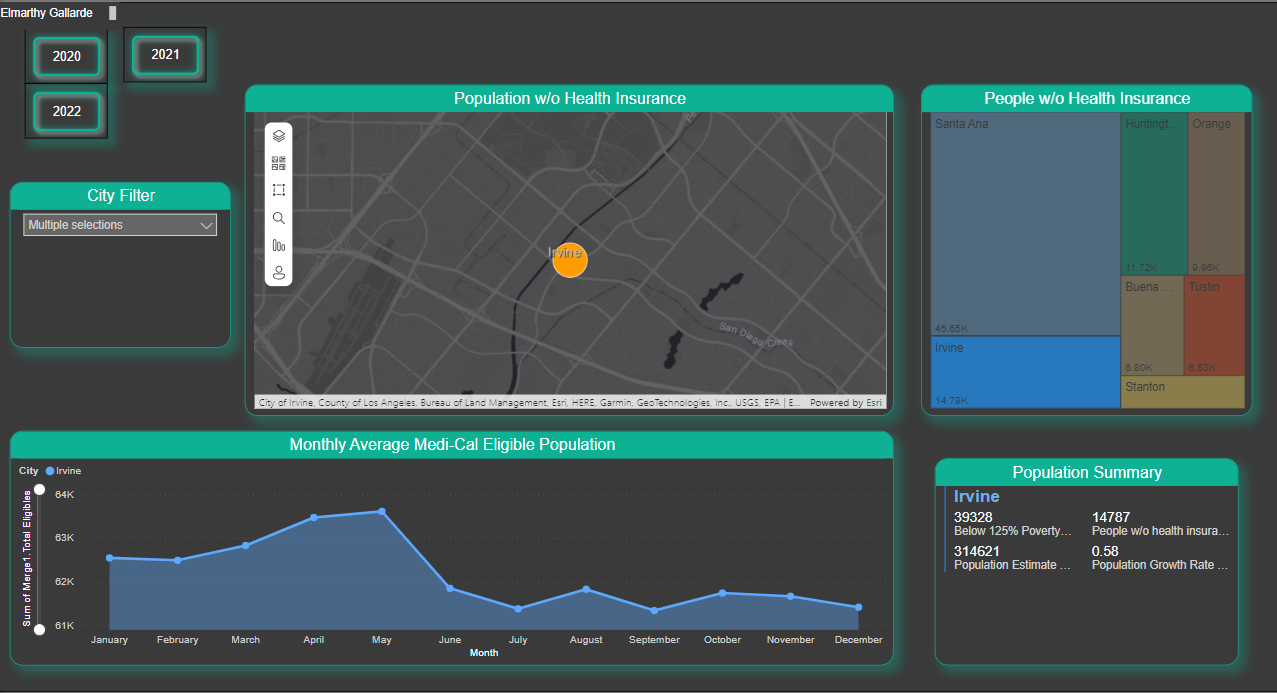 Elmarthy Gallarde
2020
2021
2022
City Filter
Multiple selections
Population w/o Health Insurance
Irvine
San Diego Creek
City of Irvine, County of Los Angeles, Bureau of Land Management, Esri, HERE, Garmin, GeoTechnologies, Inc., USGS, EPA | E... Powered by Esri
People w/o Health Insurance
Santa Ana
45.65K
Huntingt...
11.72K
Orange
9.96K
Irvine
14.79K
Buena ...
6.80K
Tustin
6.53K
Stanton
Monthly Average Medi-Cal Eligible Population
City Irvine
Sum of Merge1.Total Eligibles
64K
63K
62K
61K
January February March April May June July August September October November December
Month
Population Summary
Irvine
39328 14787
Below 125% Poverty... People w/o health insura...
314621 0.58
Population Estimate ... Population Growth Rate ...